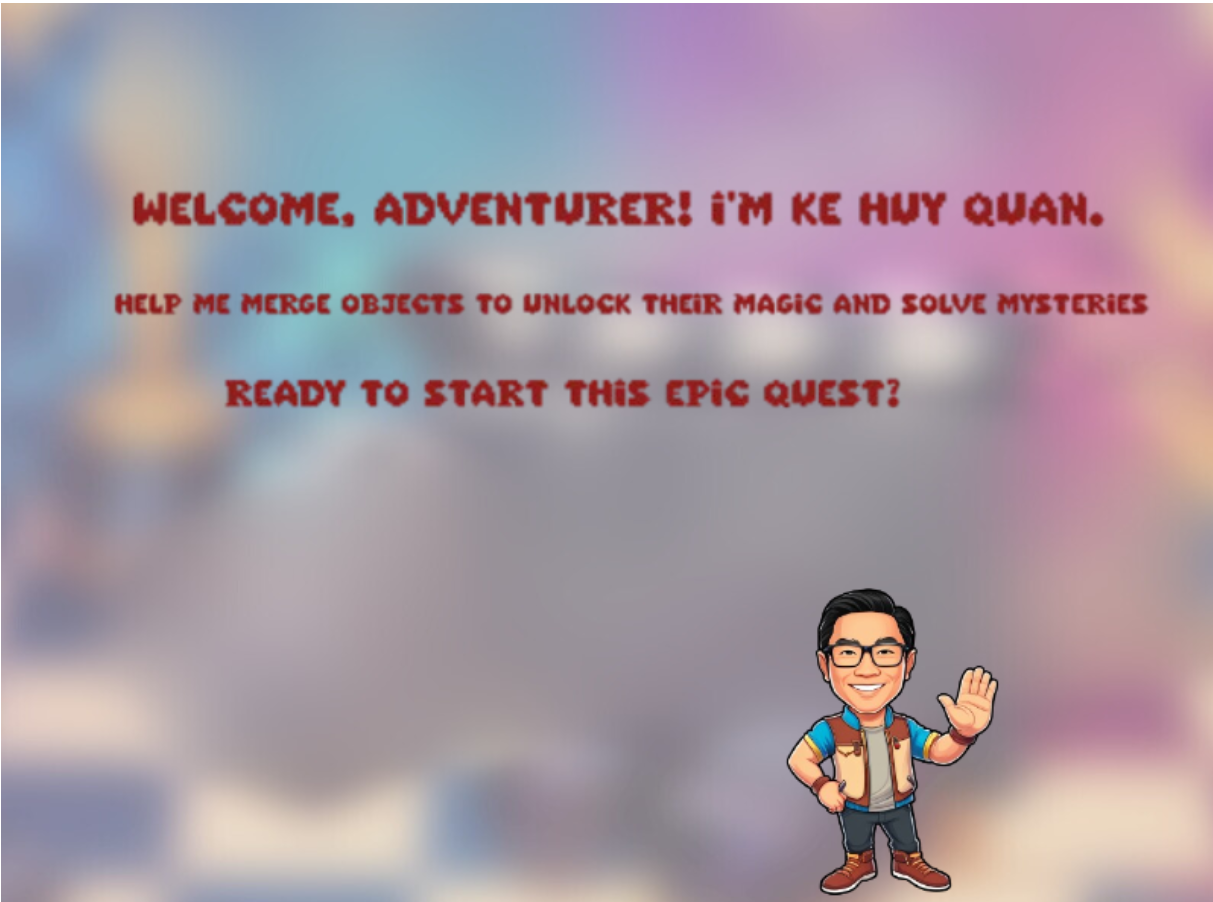 WELCOME, ADVENTURER! I'M KE HUY QUAN.
HELP ME MERGE OBJECTS TO UNLOCK THEIR MAGIC AND SOLVE MYSTERIES
READY TO START THIS EPIC QUEST?